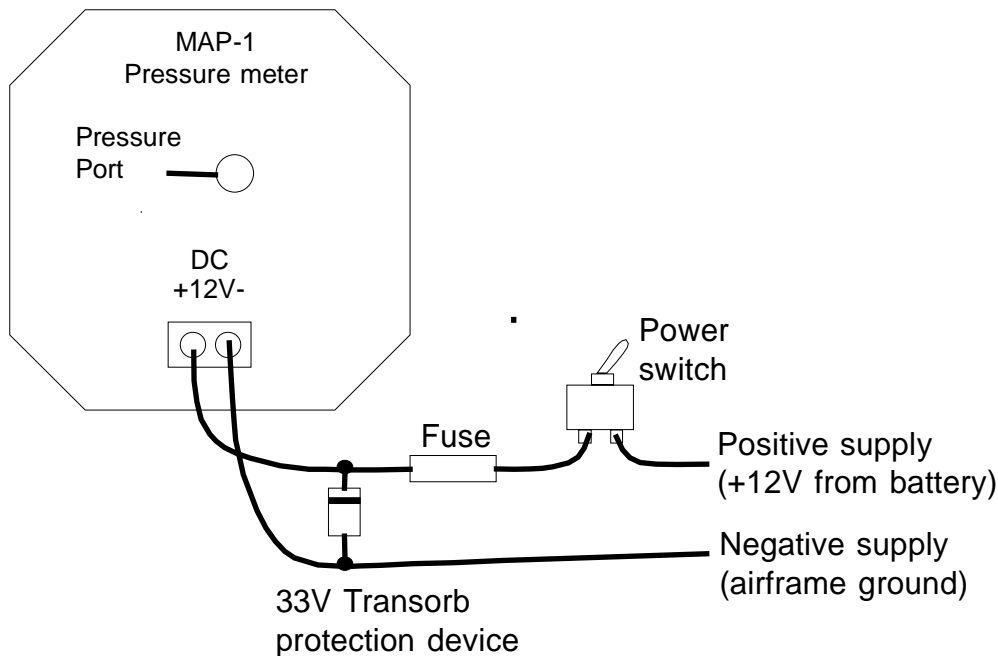 MAP-1
Pressure meter
Pressure
Port
DC
+12V-
Power
switch
Fuse
Positive supply
(+12V from battery)
Negative supply
(airframe ground)
33V Transorb
protection device